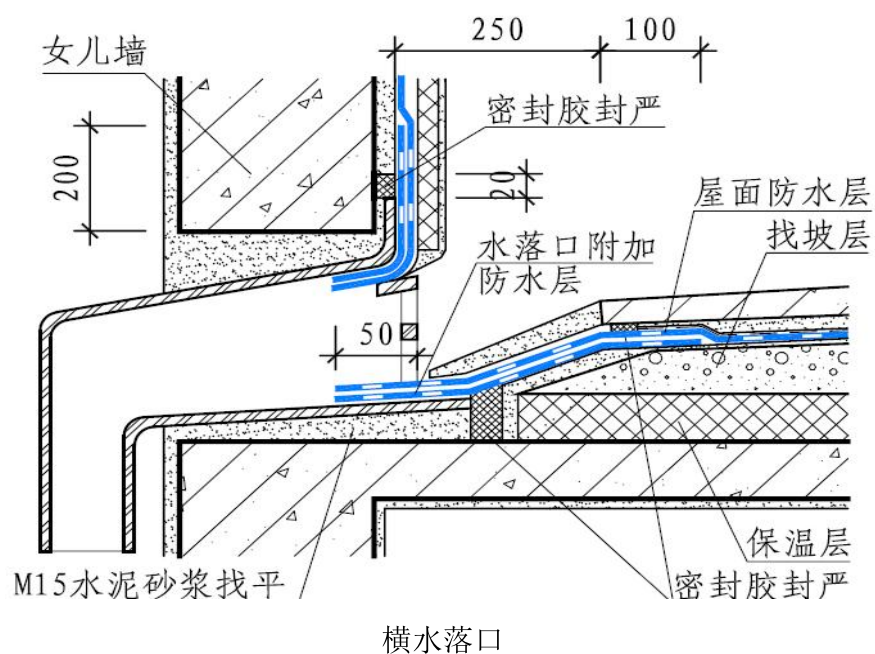 250
100
女儿墙
密封胶封严
200
20
屋面防水层
水落口附加
防水层
找坡层
50
保温层
M15水泥砂浆找平
密封胶封严
横水落口